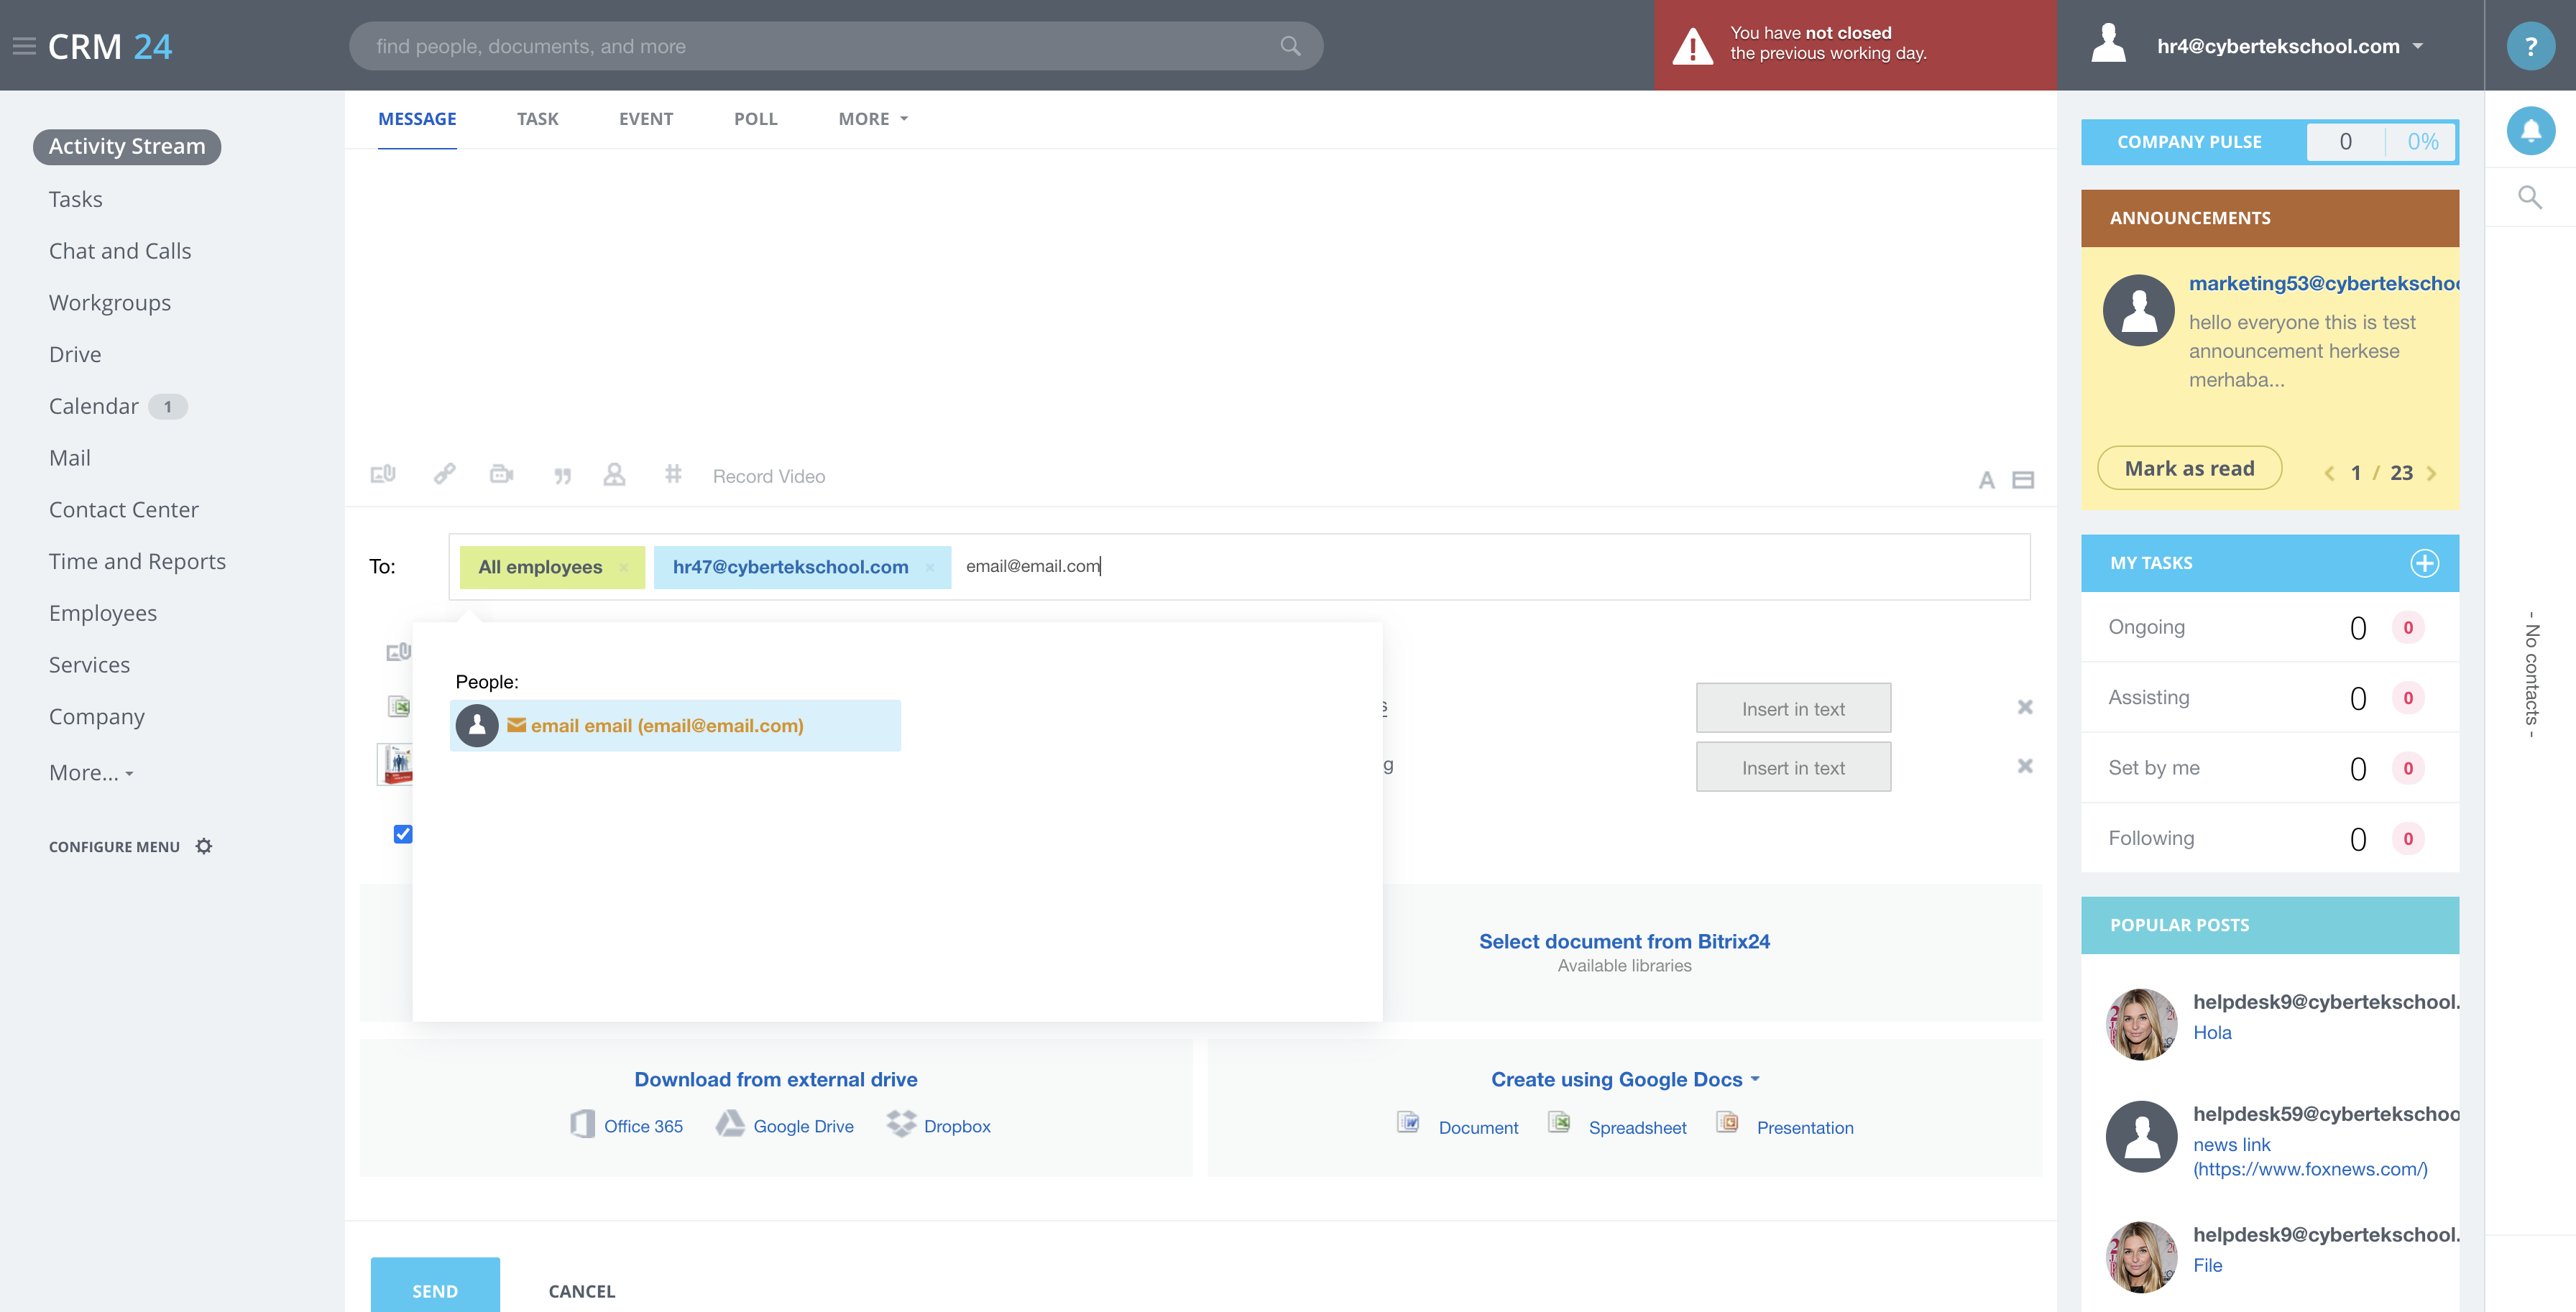 CRM 24
find people, documents, and more
You have not closed
the previous working day.
hr4@cybertekschool.com
?
Activity Stream
Tasks
Chat and Calls
Workgroups
Drive
Calendar 1
Mail
Contact Center
Time and Reports
Employees
Services
Company
More...
CONFIGURE MENU
MESSAGE TASK EVENT POLL MORE
Record Video
A
To: All employees × hr47@cybertekschool.com × email@email.com
People:
email email (email@email.com)
Insert in text
g Insert in text
Select document from Bitrix24
Available libraries
Download from external drive
Office 365 Google Drive Dropbox
Create using Google Docs
Document Spreadsheet Presentation
SEND CANCEL
COMPANY PULSE 0 0%
ANNOUNCEMENTS
marketing53@cybertekschoo
hello everyone this is test
announcement herkese
merhaba...
Mark as read 1 / 23
MY TASKS
Ongoing 0 0
Assisting 0 0
Set by me 0 0
Following 0 0
POPULAR POSTS
helpdesk9@cybertekschool.
Hola
helpdesk59@cybertekschoo
news link
(https://www.foxnews.com/)
helpdesk9@cybertekschool.
File
- No contacts -